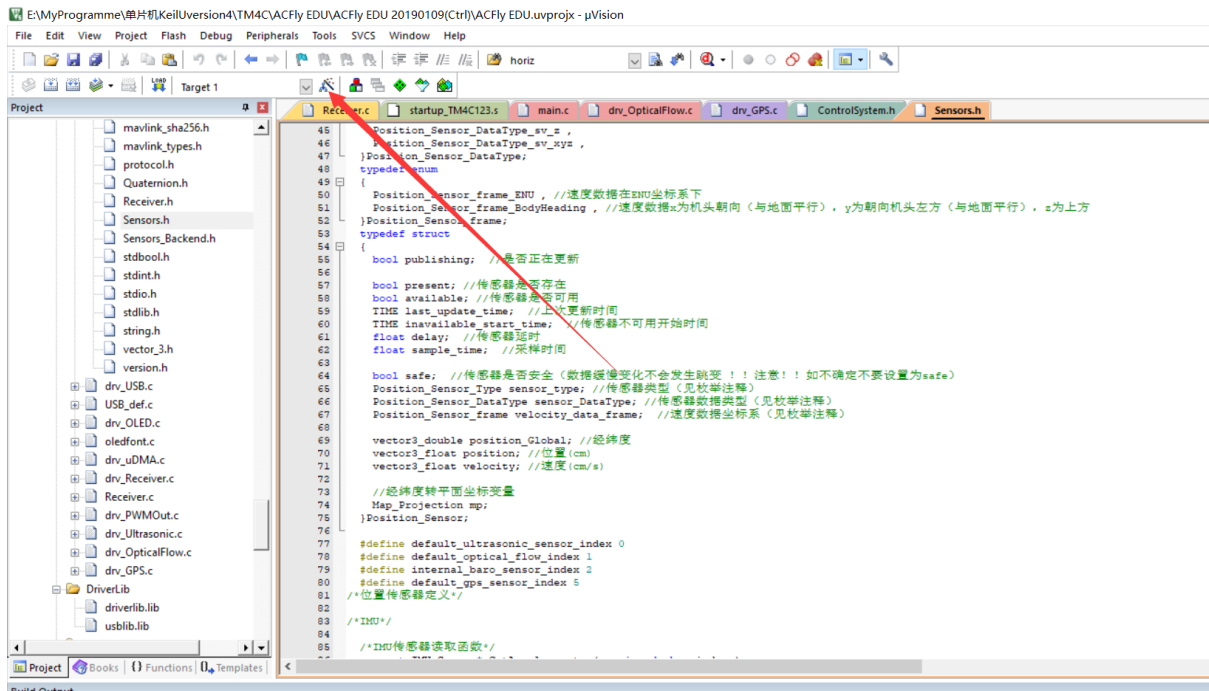 E:\MyProgramme\单片机KeilUversion4\TM4C\ACFly EDU\ACFly EDU 20190109(Ctrl)\ACFly EDU.uvprojx - µVision
File Edit View Project Flash Debug Peripherals Tools SVCS Window Help
horiz
LOAD
Target 1
Project
Receiver.c startup_TM4C123.s main.c drv_OpticalFlow.c drv_GPS.c ControlSystem.h Sensors.h
mavlink_sha256.h
mavlink_types.h
protocol.h
Quaternion.h
Receiver.h
Sensors.h
Sensors_Backend.h
stdbool.h
stdint.h
stdio.h
stdlib.h
string.h
vector_3.h
version.h
drv_USB.c
USB_def.c
drv_OLED.c
oledfont.c
drv_uDMA.c
drv_Receiver.c
Receiver.c
drv_PWMOut.c
drv_Ultrasonic.c
drv_OpticalFlow.c
drv_GPS.c
DriverLib
driverlib.lib
usblib.lib
Project Books {} Functions Templates
45 Position_Sensor_DataType_sv_z ,
46 Position_Sensor_DataType_sv_xyz ,
47 }Position_Sensor_DataType;
48 typedef enum
49 {
50 Position_Sensor_frame_ENU , //速度数据在ENU坐标系下
51 Position_Sensor_frame_BodyHeading , //速度数据x为机头朝向（与地面平行），y为朝向机头左方（与地面平行），z为上方
52 }Position_Sensor_frame;
53 typedef struct
54 {
55 bool publishing; //是否正在更新
56
57 bool present; //传感器是否存在
58 bool available; //传感器是否可用
59 TIME last_update_time; //上次更新时间
60 TIME inavailable_start_time; //传感器不可用开始时间
61 float delay; //传感器延时
62 float sample_time; //采样时间
63
64 bool safe; //传感器是否安全（数据缓慢变化不会发生跳变 ！！注意！！如不确定不要设置为safe）
65 Position_Sensor_Type sensor_type; //传感器类型（见枚举注释）
66 Position_Sensor_DataType sensor_DataType; //传感器数据类型（见枚举注释）
67 Position_Sensor_frame velocity_data_frame; //速度数据坐标系（见枚举注释）
68
69 vector3_double position_Global; //经纬度
70 vector3_float position; //位置(cm)
71 vector3_float velocity; //速度(cm/s)
72
73 //经纬度转平面坐标变量
74 Map_Projection mp;
75 }Position_Sensor;
76
77 #define default_ultrasonic_sensor_index 0
78 #define default_optical_flow_index 1
79 #define internal_baro_sensor_index 2
80 #define default_gps_sensor_index 5
81 /*位置传感器定义*/
82
83 /*IMU*/
84
85 /*IMU传感器读取函数*/